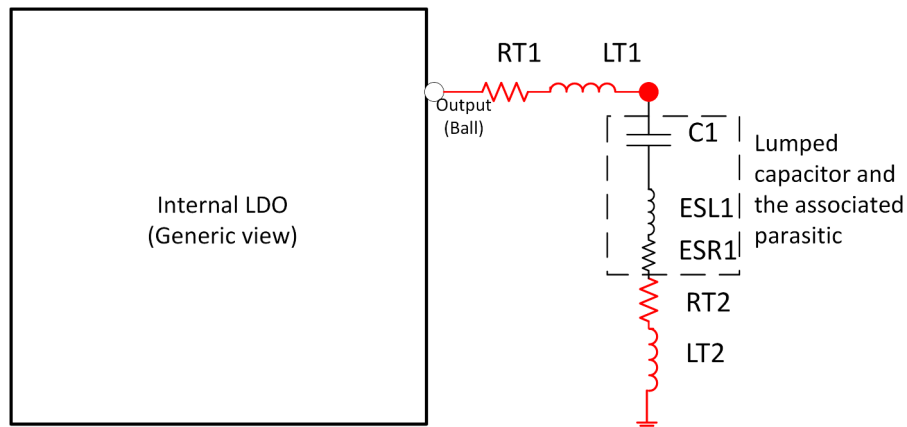 RT1
LT1
Output
(Ball)
C1
Lumped
capacitor and
the associated
parasitic
Internal LDO
(Generic view)
ESL1
ESR1
RT2
LT2